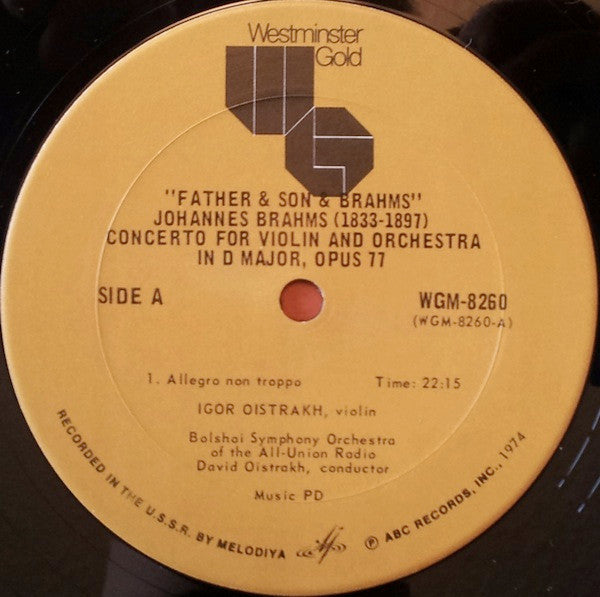 Westminster
Gold
"FATHER & SON & BRAHMS"
JOHANNES BRAHMS (1833-1897)
CONCERTO FOR VIOLIN AND ORCHESTRA
IN D MAJOR, OPUS 77
SIDE A
WGM-8260
(WGM-8260-A)
1. Allegro non troppo Time: 22:15
IGOR OISTRAKH, violin
Bolshoi Symphony Orchestra
of the All-Union Radio
David Oistrakh, conductor
Music PD
RECORDED IN THE U.S.S.R. BY MELODIYA
℗ ABC RECORDS, INC., 1974